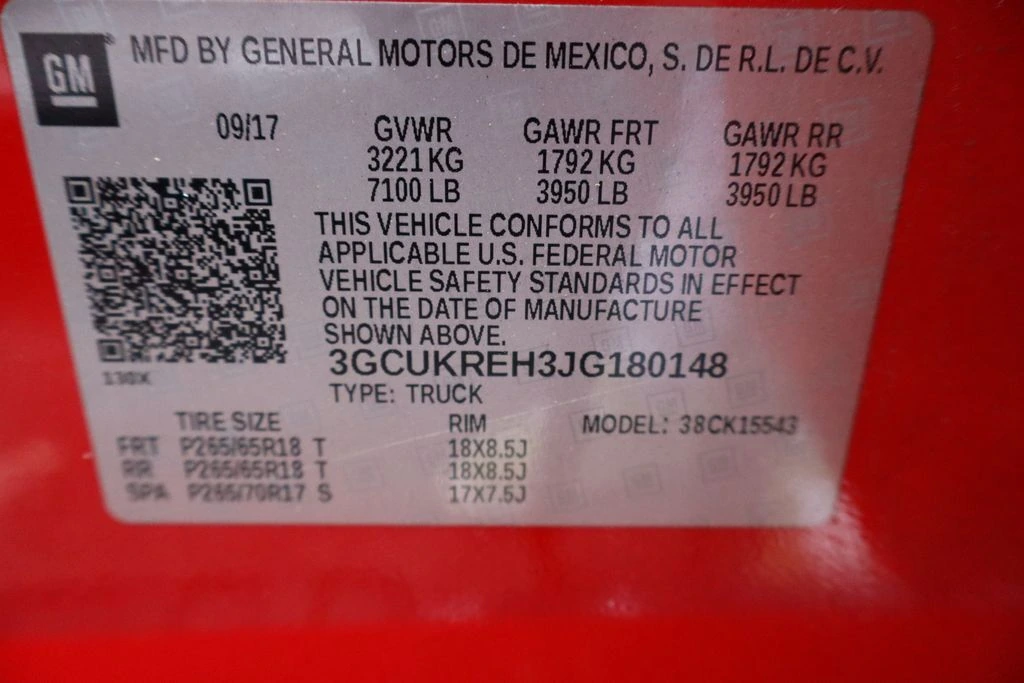 GM
MFD BY GENERAL MOTORS DE MEXICO, S. DE R.L. DE C.V.
09/17 GVWR GAWR FRT GAWR RR
3221 KG 1792 KG 1792 KG
7100 LB 3950 LB 3950 LB
THIS VEHICLE CONFORMS TO ALL
APPLICABLE U.S. FEDERAL MOTOR
VEHICLE SAFETY STANDARDS IN EFFECT
ON THE DATE OF MANUFACTURE
SHOWN ABOVE.
3GCUKREH3JG180148
TYPE: TRUCK
TIRE SIZE RIM MODEL: 38CK15543
FRT P265/65R18 T 18X8.5J
RR P265/65R18 T 18X8.5J
SPA P265/70R17 S 17X7.5J